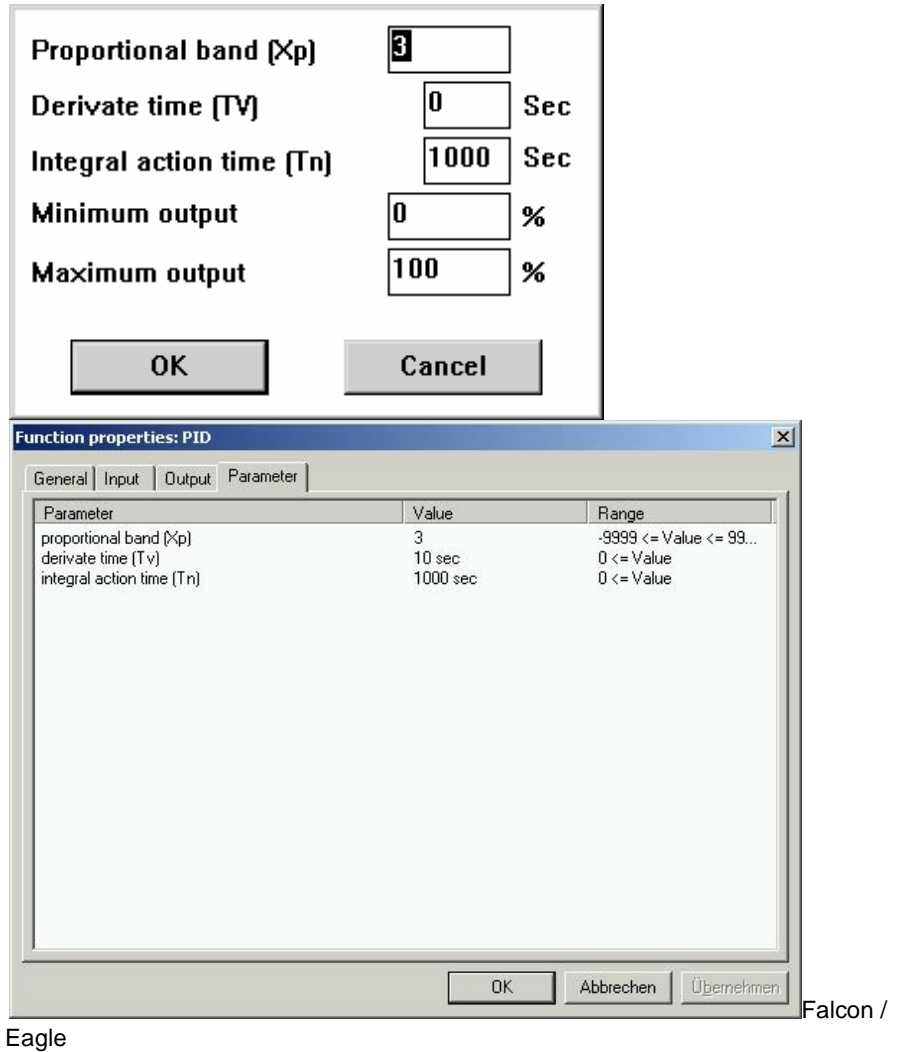 Proportional band (Xp) 3
Derivate time (TV) 0 Sec
Integral action time (Tn) 1000 Sec
Minimum output 0 %
Maximum output 100 %
OK Cancel
Function properties: PID
General Input Output Parameter
Parameter Value Range
proportional band (Xp) 3 -9999 <= Value <= 99...
derivate time (Tv) 10 sec 0 <= Value
integral action time (Tn) 1000 sec 0 <= Value
OK Abbrechen Übernehmen
Falcon /
Eagle